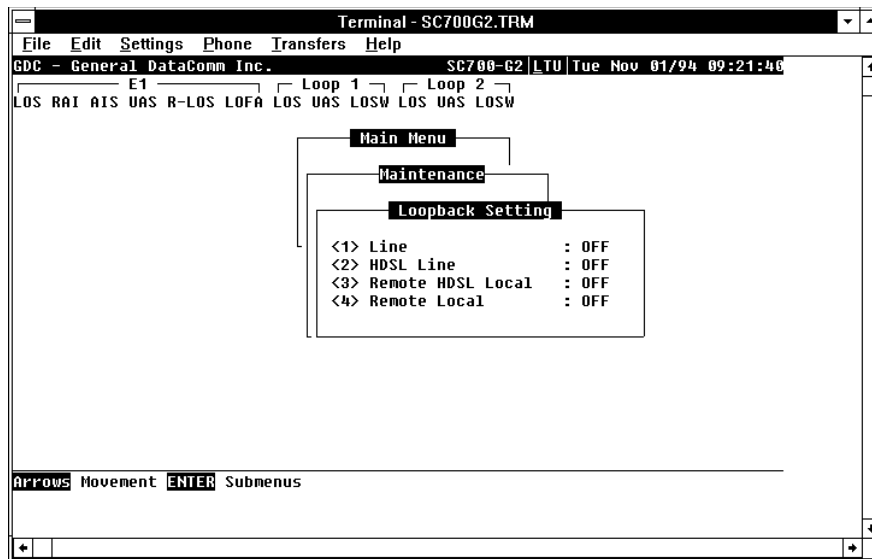 Terminal - SC700G2.TRM
File Edit Settings Phone Transfers Help
GDC - General DataComm Inc. SC700-G2|LTU|Tue Nov 01/94 09:21:40
E1 Loop 1 Loop 2
LOS RAI AIS UAS R-LOS LOFA LOS UAS LOSW LOS UAS LOSW
Main Menu
Maintenance
Loopback Setting
<1> Line : OFF
<2> HDSL Line : OFF
<3> Remote HDSL Local : OFF
<4> Remote Local : OFF
Arrows Movement ENTER Submenus